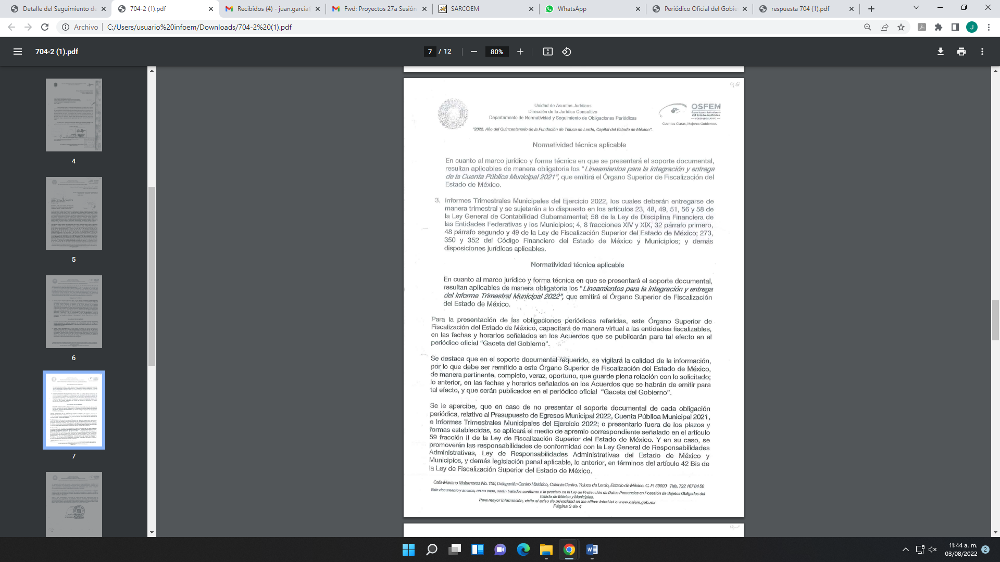 Detalle del Seguimiento de
704-2 (1).pdf
Recibidos (4) - juan.garcia
Fwd: Proyectos 27a Sesión
SARCOEM
WhatsApp
Periódico Oficial del Gobie
respuesta 704 (1).pdf
Archivo
C:/Users/usuario%20infoem/Downloads/704-2%20(1).pdf
J
704-2 (1).pdf
7 / 12
80%
4
5
6
7
96
Unidad de Asuntos Jurídicos
Dirección de lo Jurídico Consultivo
Departamento de Normatividad y Seguimiento de Obligaciones Periódicas
"2022. Año del Quincentenario de la Fundación de Toluca de Lerdo, Capital del Estado de México".
OSFEM
Órgano Superior de Fiscalización
del Estado de México
PODER LEGISLATIVO
Cuentas Claras, Mejores Gobiernos
Normatividad técnica aplicable
En cuanto al marco jurídico y forma técnica en que se presentará el soporte documental,
resultan aplicables de manera obligatoria los "Lineamientos para la integración y entrega
de la Cuenta Pública Municipal 2021", que emitirá el Órgano Superior de Fiscalización del
Estado de México.
3. Informes Trimestrales Municipales del Ejercicio 2022, los cuales deberán entregarse de
manera trimestral y se sujetarán a lo dispuesto en los artículos 23, 48, 49, 51, 56 y 58 de
la Ley General de Contabilidad Gubernamental; 58 de la Ley de Disciplina Financiera de
las Entidades Federativas y los Municipios; 4, 8 fracciones XIV y XIX, 32 párrafo primero,
48 párrafo segundo y 49 de la Ley de Fiscalización Superior del Estado de México; 273,
350 y 352 del Código Financiero del Estado de México y Municipios; y demás
disposiciones jurídicas aplicables.
Normatividad técnica aplicable
En cuanto al marco jurídico y forma técnica en que se presentará el soporte documental,
resultan aplicables de manera obligatoria los "Lineamientos para la integración y entrega
del Informe Trimestral Municipal 2022", que emitirá el Órgano Superior de Fiscalización
del Estado de México.
Para la presentación de las obligaciones periódicas referidas, este Órgano Superior de
Fiscalización del Estado de México, capacitará de manera virtual a las entidades fiscalizables,
en las fechas y horarios señalados en los Acuerdos que se publicarán para tal efecto en el
periódico oficial "Gaceta del Gobierno".
Se destaca que en el soporte documental requerido, se vigilará la calidad de la información,
por lo que debe ser remitido a este Órgano Superior de Fiscalización del Estado de México,
de manera pertinente, completo, veraz, oportuno, que guarde plena relación con lo solicitado;
lo anterior, en las fechas y horarios señalados en los Acuerdos que se habrán de emitir para
tal efecto, y que serán publicados en el periódico oficial "Gaceta del Gobierno".
Se le apercibe, que en caso de no presentar el soporte documental de cada obligación
periódica, relativo al Presupuesto de Egresos Municipal 2022, Cuenta Pública Municipal 2021,
e Informes Trimestrales Municipales del Ejercicio 2022; o presentarlo fuera de los plazos y
formas establecidas, se aplicará el medio de apremio correspondiente señalado en el artículo
59 fracción II de la Ley de Fiscalización Superior del Estado de México. Y en su caso, se
promoverán las responsabilidades de conformidad con la Ley General de Responsabilidades
Administrativas, Ley de Responsabilidades Administrativas del Estado de México y
Municipios, y demás legislación penal aplicable, lo anterior, en términos del artículo 42 Bis de
la Ley de Fiscalización Superior del Estado de México.
Calle Mariano Matamoros No. 106, Delegación Centro Histórico, Colonia Centro, Toluca de Lerdo, Estado de México. C. P. 50000 Tels. 722 167 84 50
Este documento y anexos, en su caso, serán tratados conforme a lo previsto en la Ley de Protección de Datos Personales en Posesión de Sujetos Obligados del
Estado de México y Municipios.
Para mayor información, visite el aviso de privacidad en los sitios: IntraNet o www.osfem.gob.mx
Página 3 de 4
11:44 a. m.
03/08/2022
2